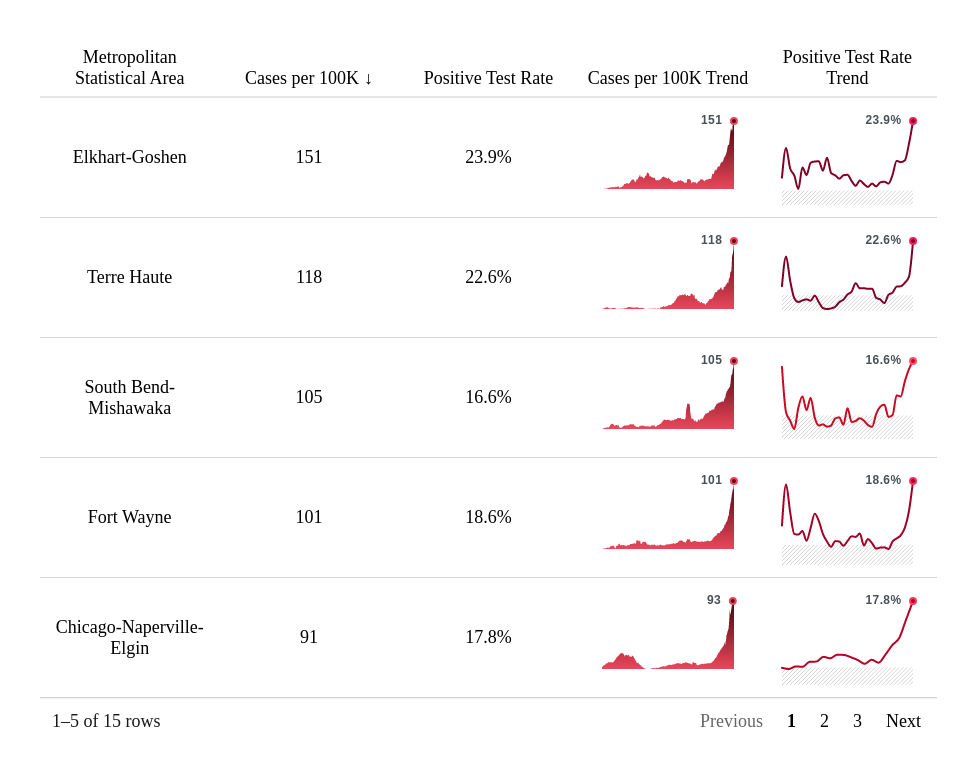 Metropolitan
Statistical Area
Cases per 100K ↓
Positive Test Rate
Cases per 100K Trend
Positive Test Rate
Trend
Elkhart-Goshen
151
23.9%
151
23.9%
Terre Haute
118
22.6%
118
22.6%
South Bend-
Mishawaka
105
16.6%
105
16.6%
Fort Wayne
101
18.6%
101
18.6%
Chicago-Naperville-
Elgin
91
17.8%
93
17.8%
1–5 of 15 rows
Previous 1 2 3 Next